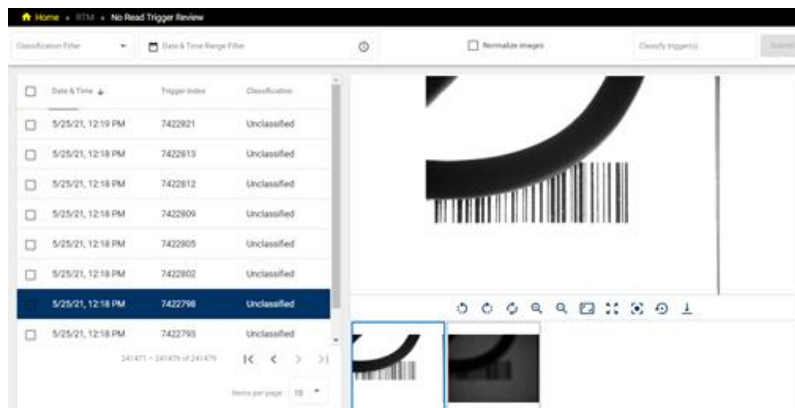 Home • RTM • No Read Trigger Review
Classification Filter
Date & Time Range Filter
Normalize images
Classify trigger(s)
Submit
Date & Time
Trigger Index
Classification
5/25/21, 12:19 PM 7422821 Unclassified
5/25/21, 12:18 PM 7422813 Unclassified
5/25/21, 12:18 PM 7422812 Unclassified
5/25/21, 12:18 PM 7422809 Unclassified
5/25/21, 12:18 PM 7422805 Unclassified
5/25/21, 12:18 PM 7422802 Unclassified
5/25/21, 12:18 PM 7422798 Unclassified
5/25/21, 12:18 PM 7422793 Unclassified
241471 – 241479 of 241479
Items per page: 10